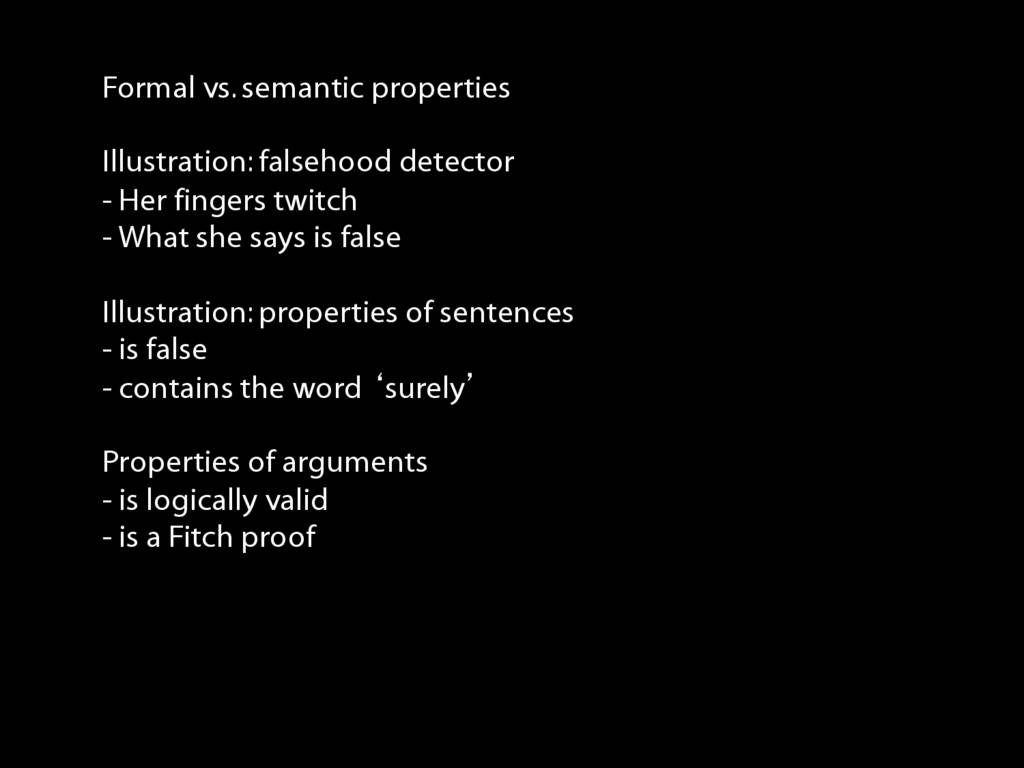 Formal vs. semantic properties
Illustration: falsehood detector
- Her fingers twitch
- What she says is false
Illustration: properties of sentences
- is false
- contains the word ‘surely’
Properties of arguments
- is logically valid
- is a Fitch proof